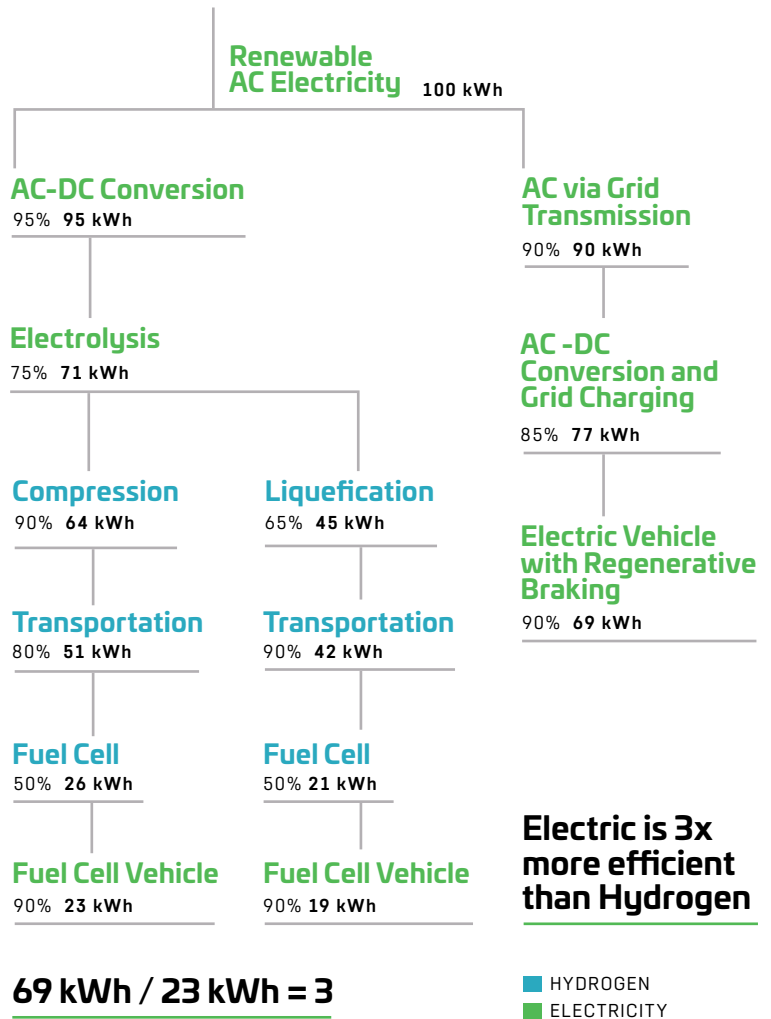 Renewable
AC Electricity 100 kWh
AC-DC Conversion
95% 95 kWh
AC via Grid
Transmission
90% 90 kWh
Electrolysis
75% 71 kWh
AC -DC
Conversion and
Grid Charging
85% 77 kWh
Compression
90% 64 kWh
Liquefication
65% 45 kWh
Electric Vehicle
with Regenerative
Braking
90% 69 kWh
Transportation
80% 51 kWh
Transportation
90% 42 kWh
Fuel Cell
50% 26 kWh
Fuel Cell
50% 21 kWh
Fuel Cell Vehicle
90% 23 kWh
Fuel Cell Vehicle
90% 19 kWh
Electric is 3x
more efficient
than Hydrogen
69 kWh / 23 kWh = 3
HYDROGEN
ELECTRICITY